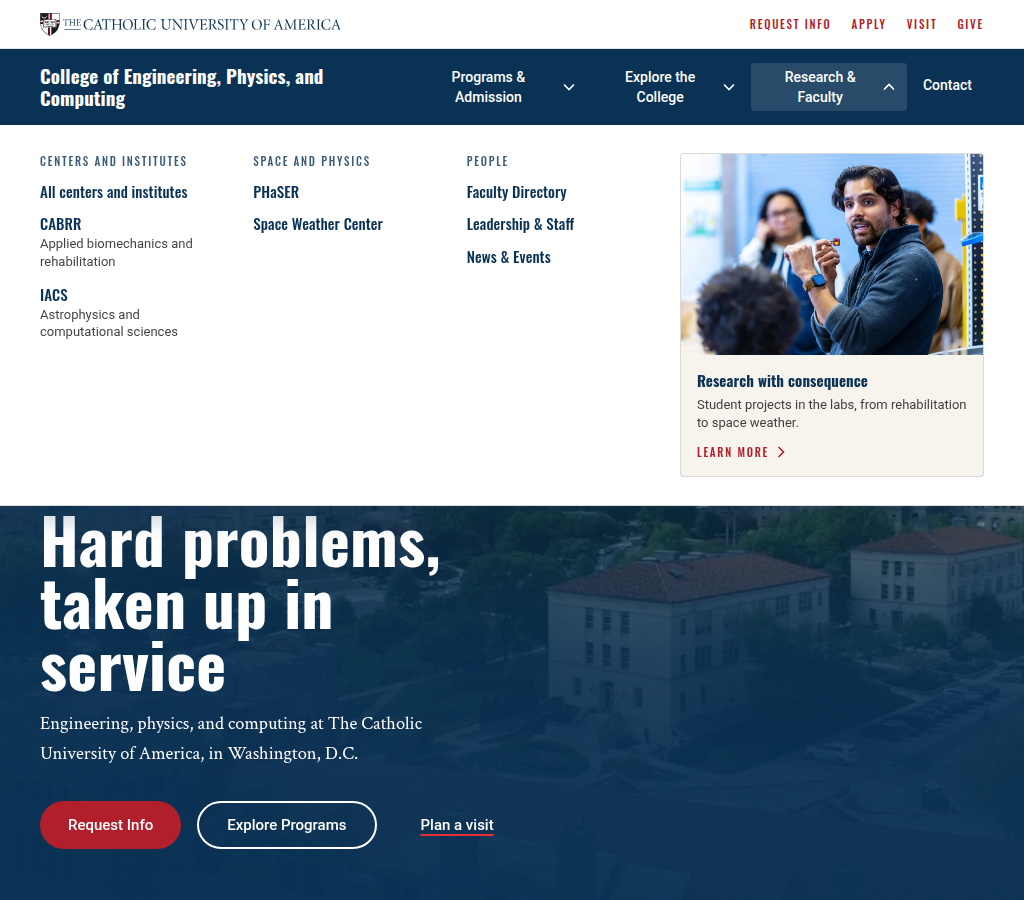 THE CATHOLIC UNIVERSITY OF AMERICA
REQUEST INFO APPLY VISIT GIVE
College of Engineering, Physics, and
Computing
Programs &
Admission
Explore the
College
Research &
Faculty
Contact
CENTERS AND INSTITUTES
All centers and institutes
CABRR
Applied biomechanics and
rehabilitation
IACS
Astrophysics and
computational sciences
SPACE AND PHYSICS
PHaSER
Space Weather Center
PEOPLE
Faculty Directory
Leadership & Staff
News & Events
Research with consequence
Student projects in the labs, from rehabilitation
to space weather.
LEARN MORE
Hard problems,
taken up in
service
Engineering, physics, and computing at The Catholic
University of America, in Washington, D.C.
Request Info
Explore Programs
Plan a visit